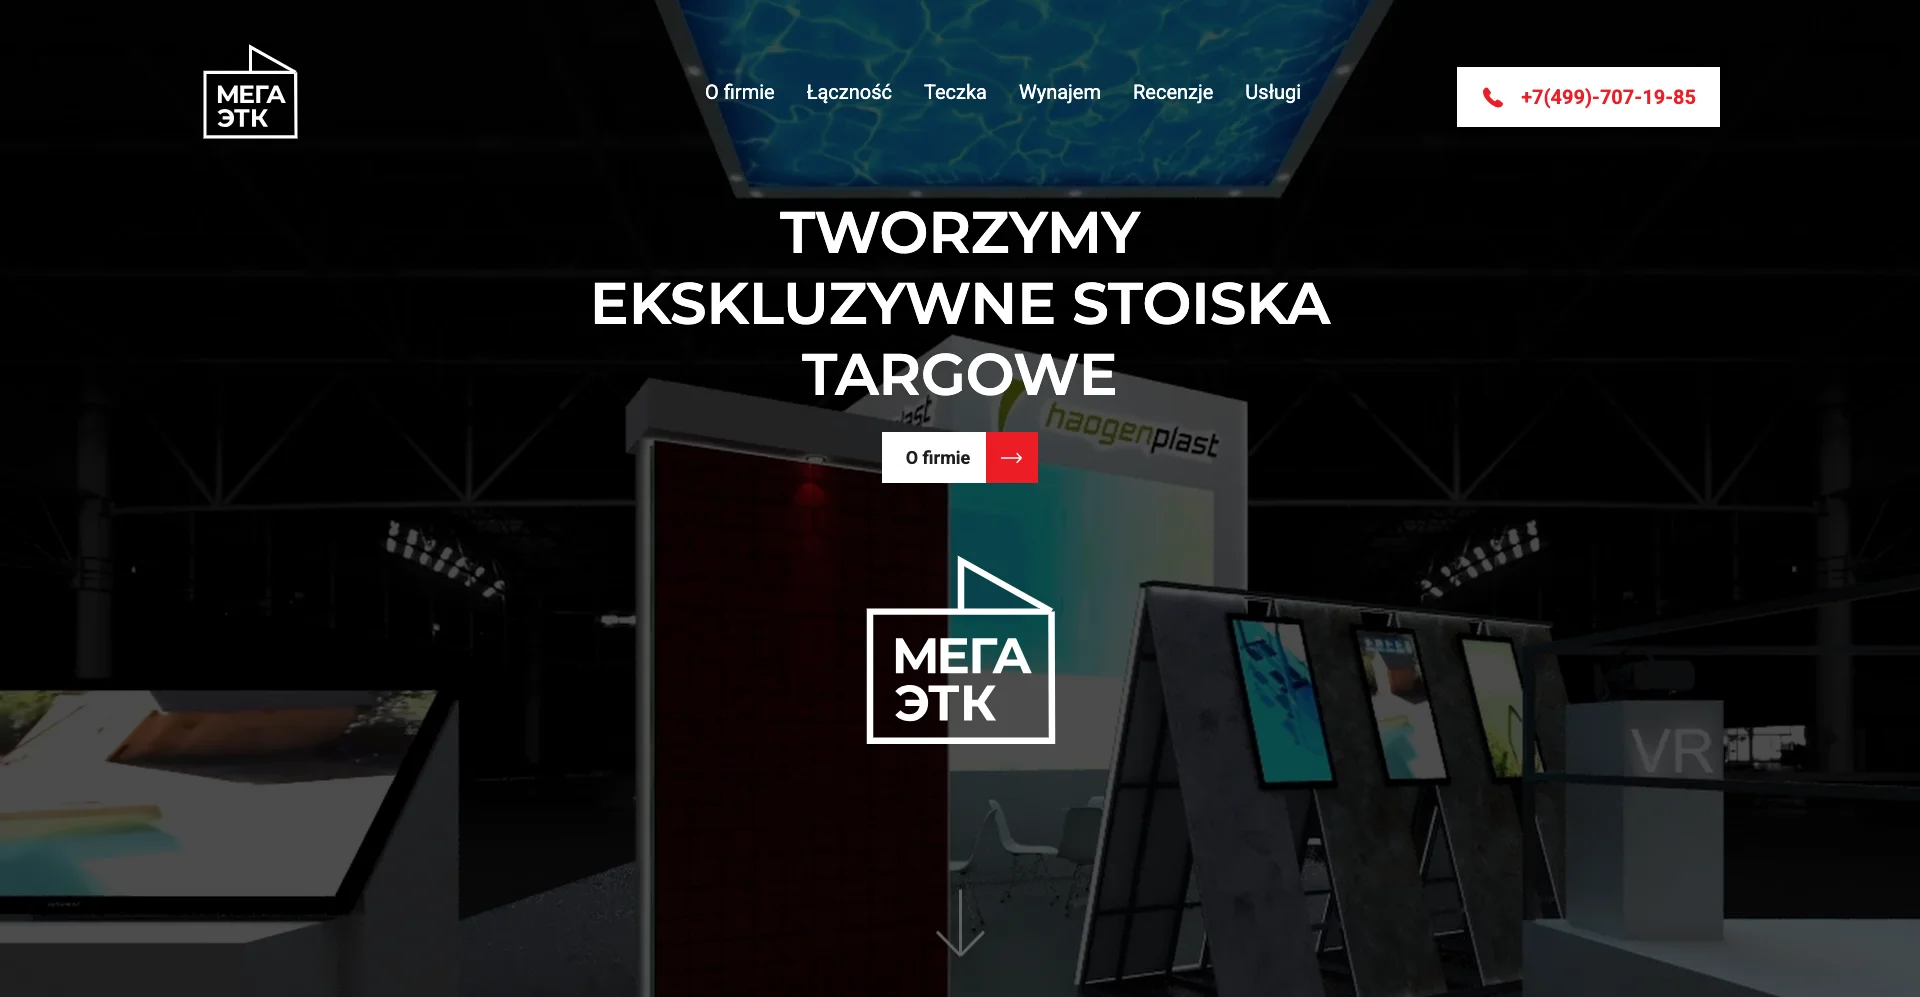 МЕГА
ЭТК
O firmie
Łączność
Teczka
Wynajem
Recenzje
Usługi
+7(499)-707-19-85
TWORZYMY
EKSKLUZYWNE STOISKA
TARGOWE
last
haogenplast
O firmie
МЕГА
ЭТК
VR